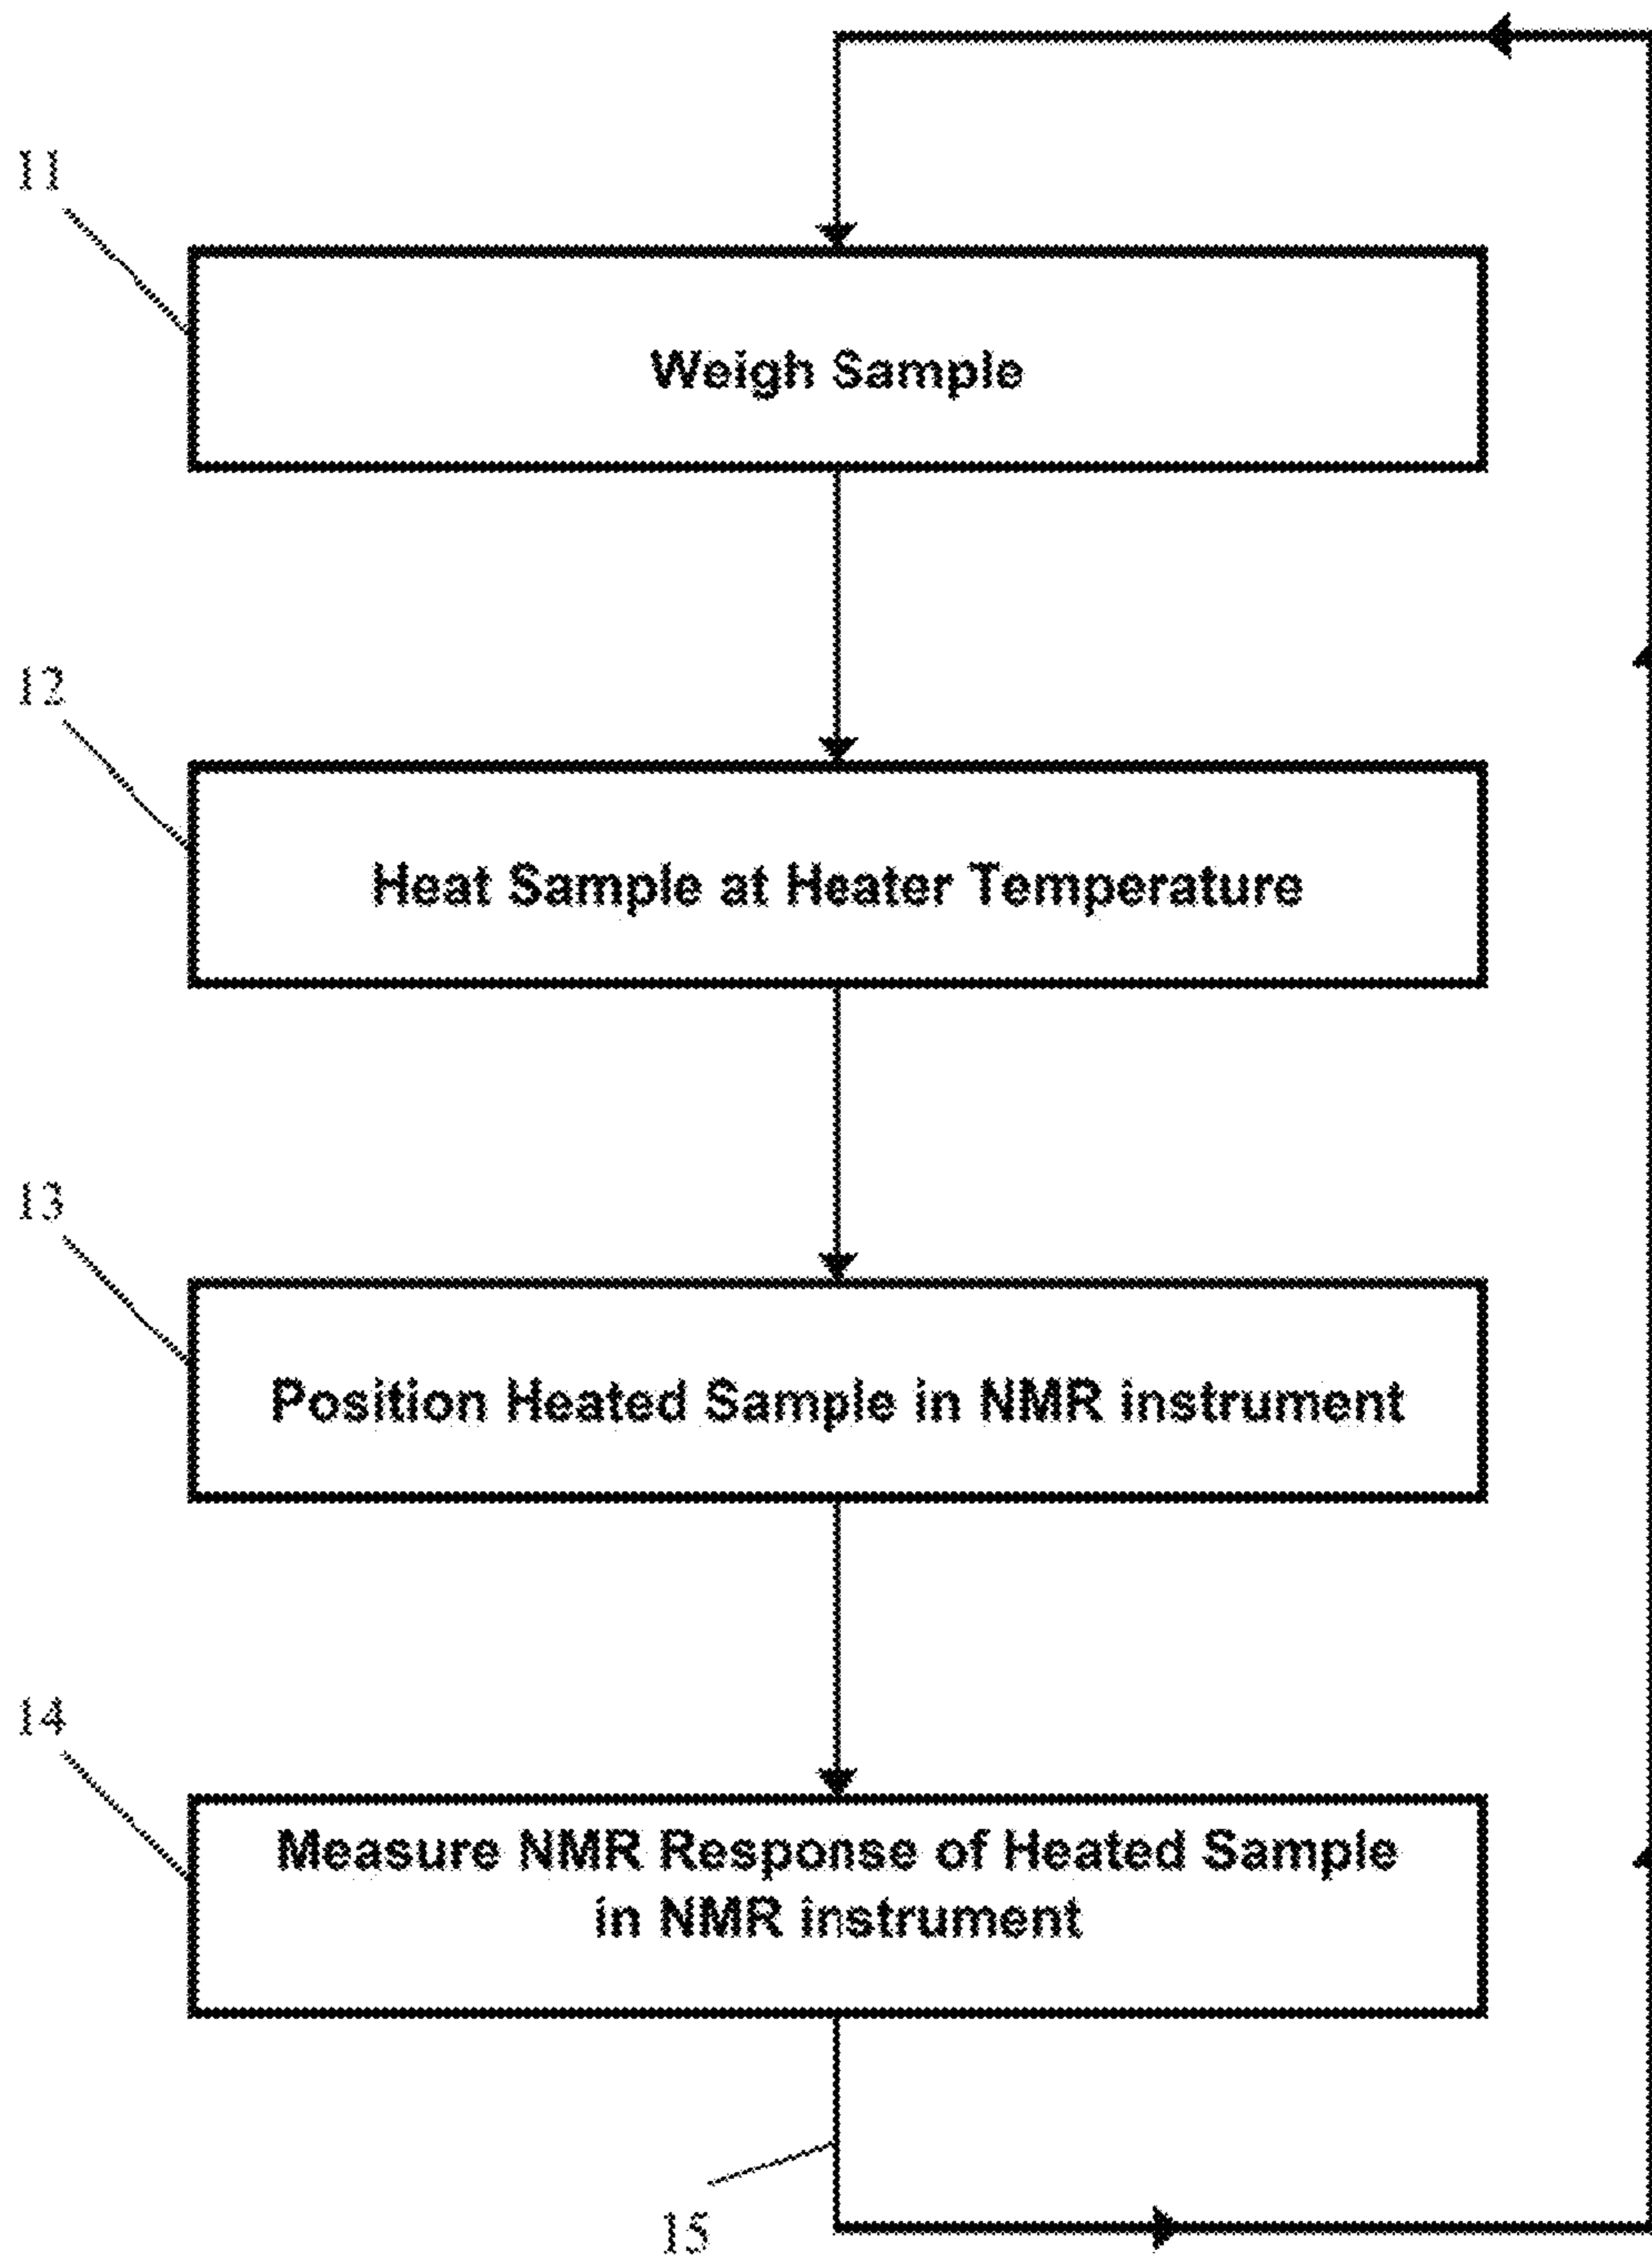 11
Weigh Sample
12
Heat Sample at Heater Temperature
13
Position Heated Sample in NMR instrument
14
Measure NMR Response of Heated Sample
in NMR instrument
15